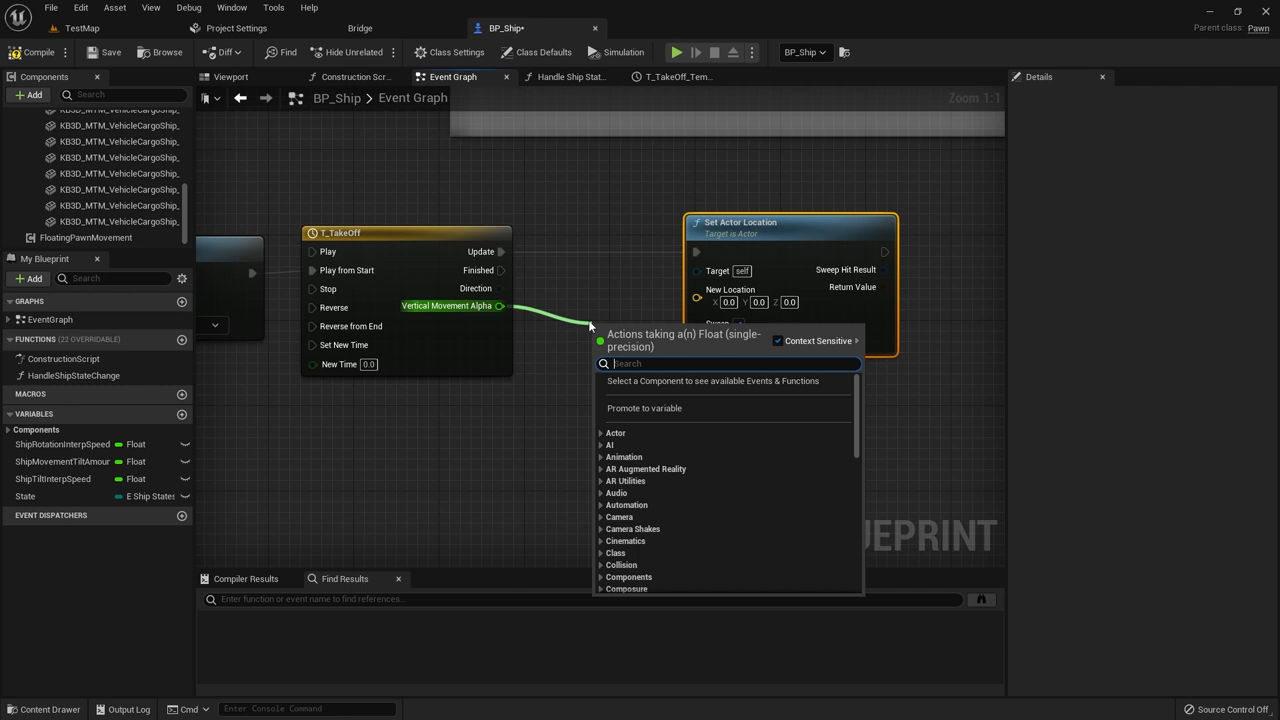 File Edit Asset View Debug Window Tools Help
TestMap Project Settings Bridge BP_Ship* Parent class: Pawn
Compile Save Browse Diff Find Hide Unrelated Class Settings Class Defaults Simulation BP_Ship
Components Viewport Construction Scr... Event Graph Handle Ship Stat... T_TakeOff_Tem... Details
Add Search BP_Ship > Event Graph Zoom 1:1
KB3D_MTM_VehicleCargoShip_
KB3D_MTM_VehicleCargoShip_
KB3D_MTM_VehicleCargoShip_
KB3D_MTM_VehicleCargoShip_
KB3D_MTM_VehicleCargoShip_
KB3D_MTM_VehicleCargoShip_
KB3D_MTM_VehicleCargoShip_
KB3D_MTM_VehicleCargoShip_
FloatingPawnMovement
My Blueprint
Add Search
GRAPHS
EventGraph
FUNCTIONS (22 OVERRIDABLE)
ConstructionScript
HandleShipStateChange
MACROS
VARIABLES
Components
ShipRotationInterpSpeed Float
ShipMovementTiltAmour Float
ShipTiltInterpSpeed Float
State E Ship States
EVENT DISPATCHERS
T_TakeOff
Play Update
Play from Start Finished
Stop Direction
Reverse Vertical Movement Alpha
Reverse from End
Set New Time
New Time 0.0
Set Actor Location
Target is Actor
Target self Sweep Hit Result
New Location Return Value
X 0.0 Y 0.0 Z 0.0
Actions taking a(n) Float (single-
precision) Context Sensitive
Search
Select a Component to see available Events & Functions
Promote to variable
Actor
AI
Animation
AR Augmented Reality
AR Utilities
Audio
Automation
Camera
Camera Shakes
Cinematics
Class
Collision
Components
Composure
Compiler Results Find Results
Enter function or event name to find references...
Content Drawer Output Log Cmd Enter Console Command Source Control Off